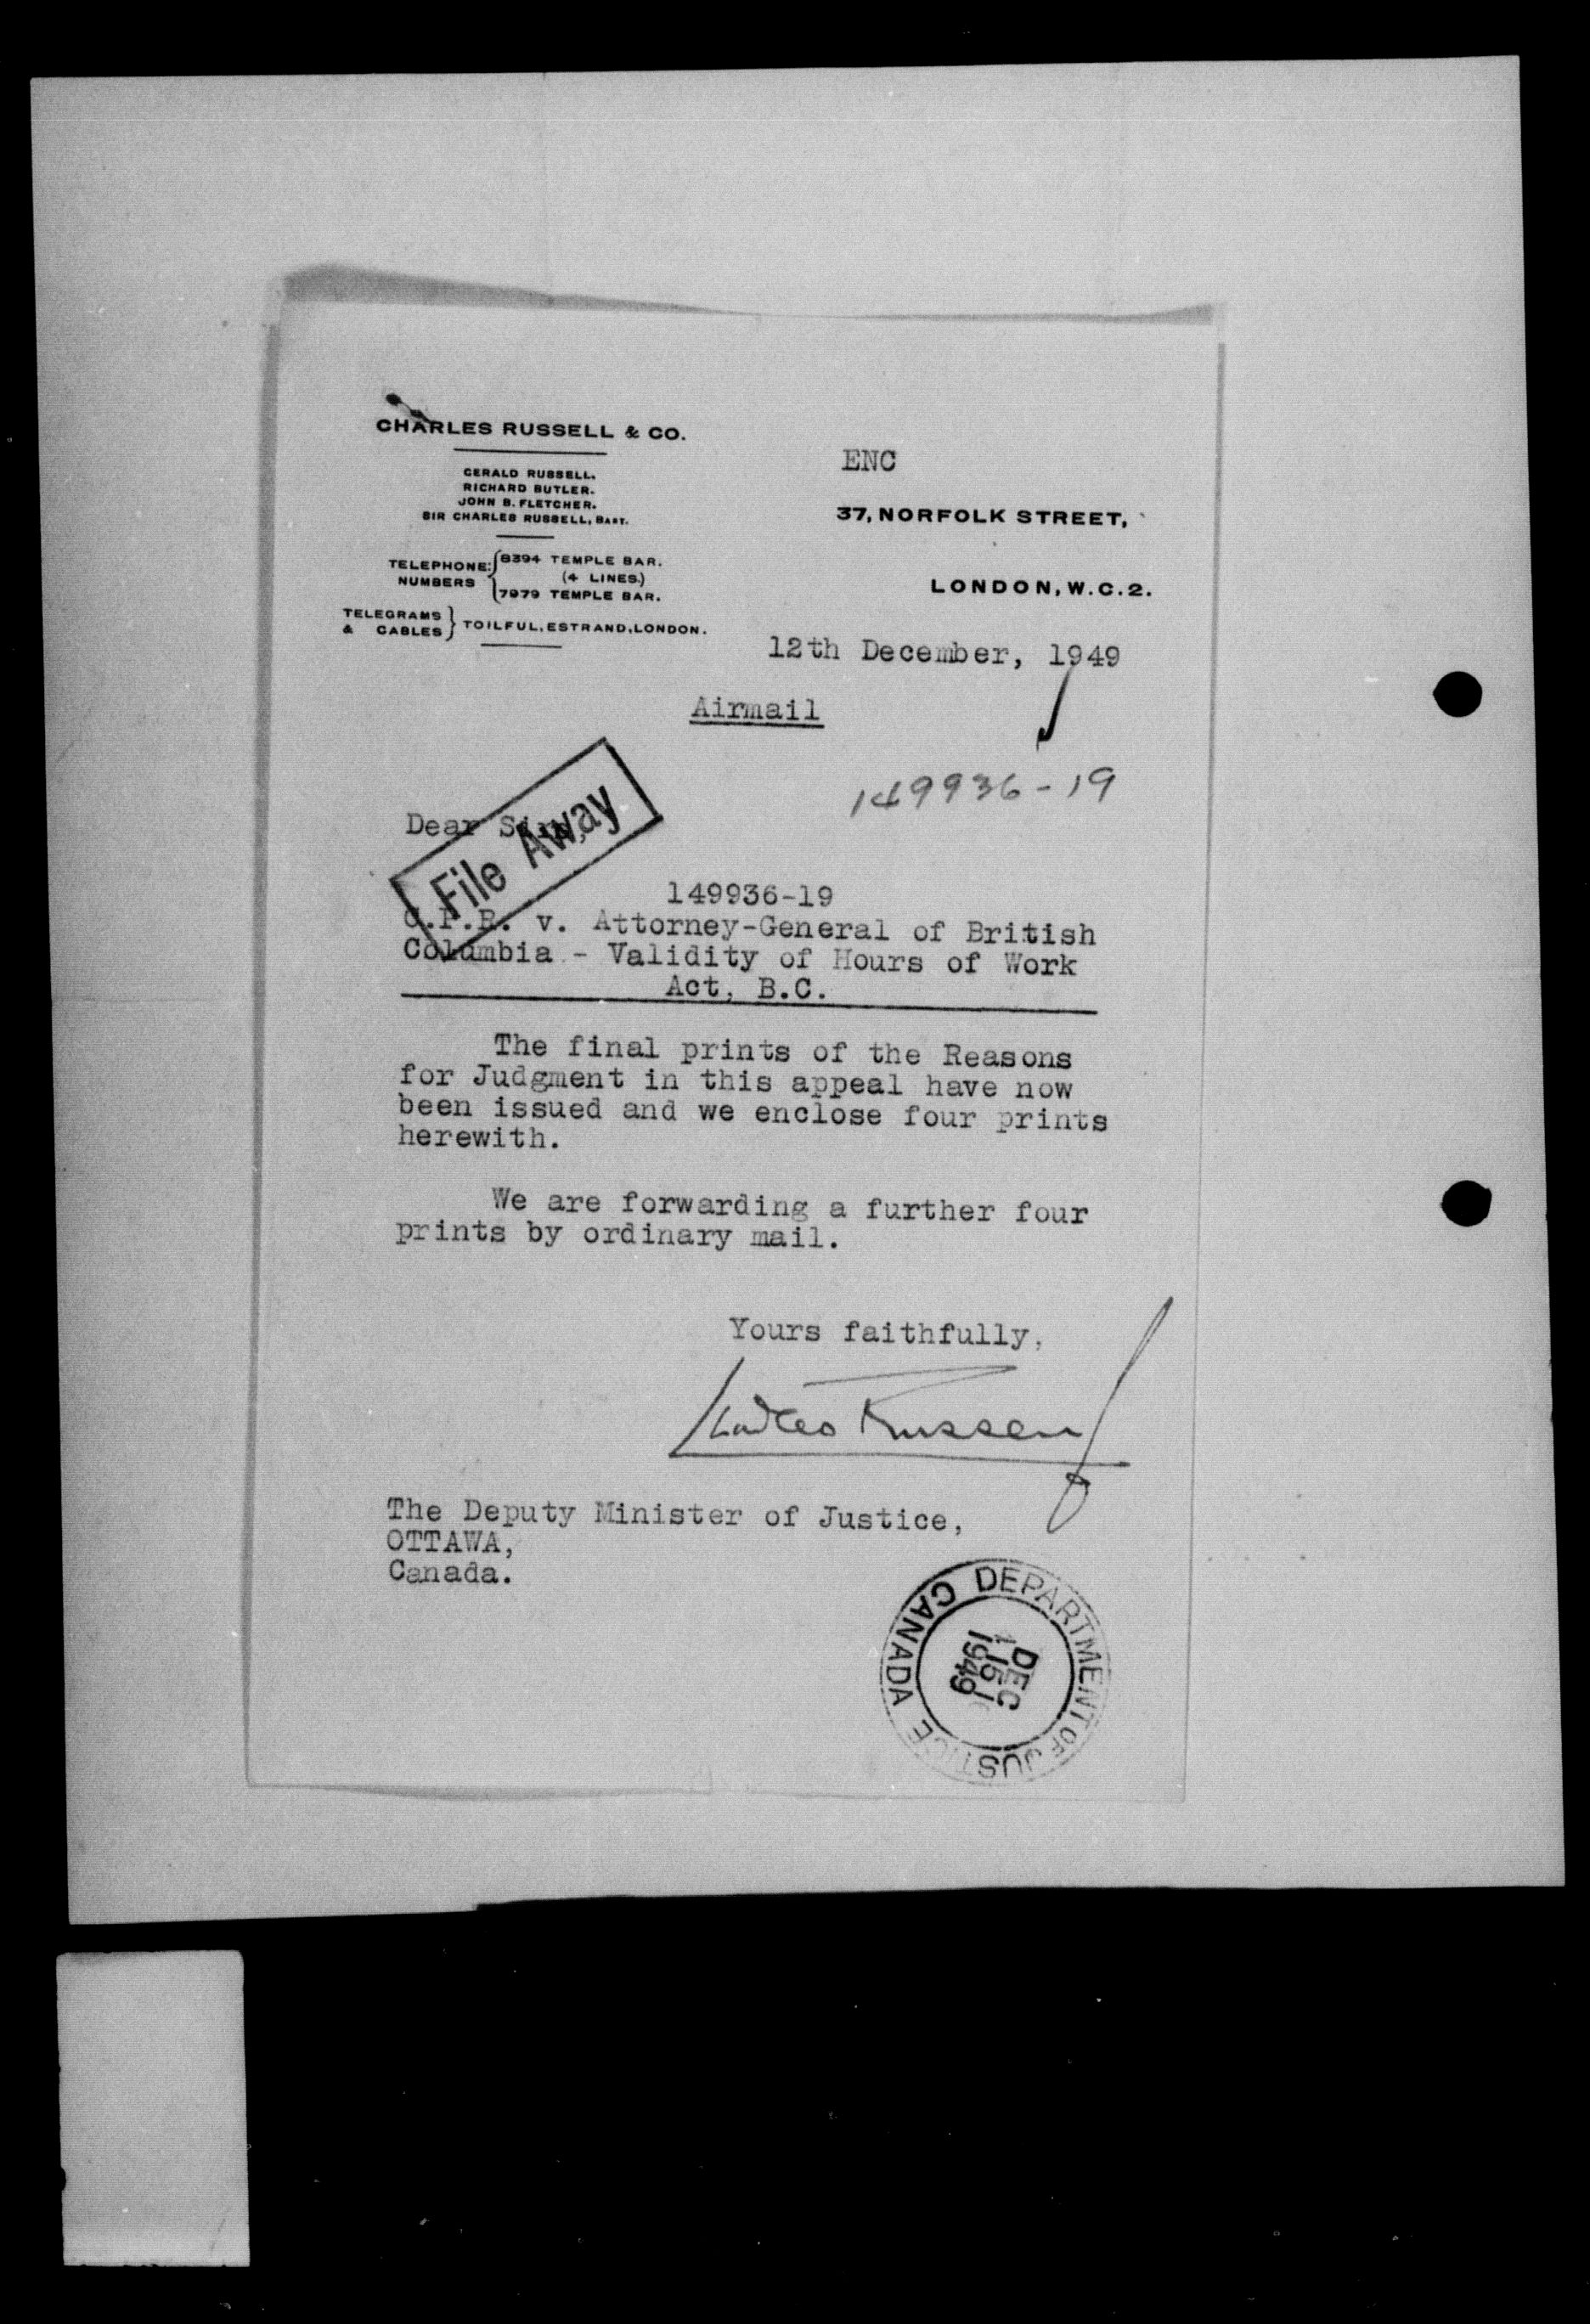 CHARLES RUSSELL & CO.
GERALD RUSSELL.
RICHARD BUTLER.
JOHN B. FLETCHER.
SIR CHARLES RUSSELL, BART.
TELEPHONE: NUMBERS
8394 TEMPLE BAR.
(4 LINES.)
7979 TEMPLE BAR.
TELEGRAMS & CABLES
TOILFUL, ESTRAND, LONDON.
ENC
37, NORFOLK STREET,
LONDON, W.C.2.
12th December, 1949
Airmail
149936-19
Dear Sir,
File Away
149936-19
C.P.R. v. Attorney-General of British
Columbia - Validity of Hours of Work
Act, B.C.
The final prints of the Reasons
for Judgment in this appeal have now
been issued and we enclose four prints
herewith.
We are forwarding a further four
prints by ordinary mail.
Yours faithfully,
Charles Russell
The Deputy Minister of Justice,
OTTAWA,
Canada.
DEPARTMENT OF JUSTICE
CANADA
DEC
15
1949